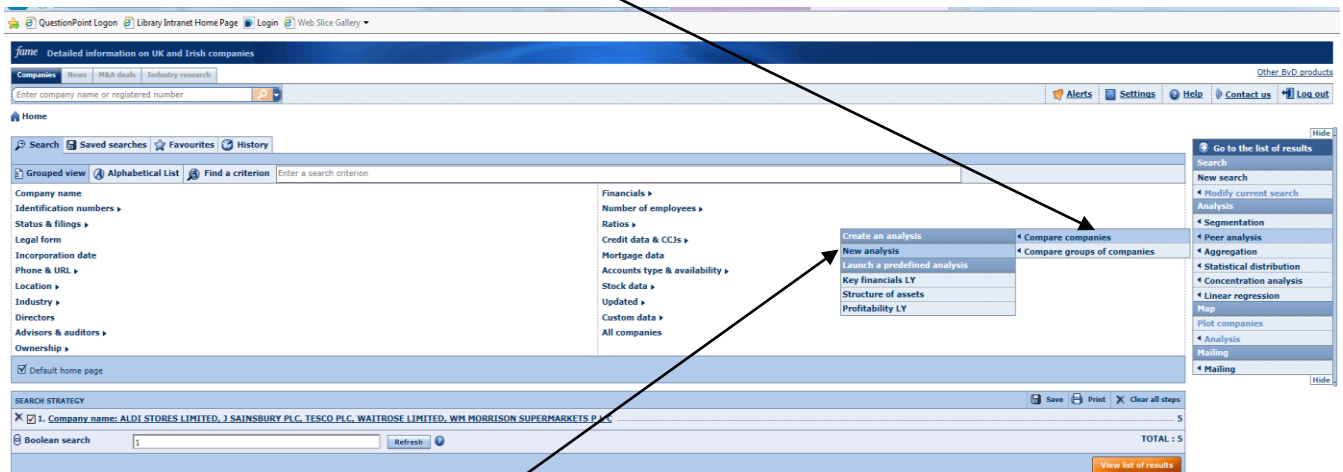 QuestionPoint Logon Library Intranet Home Page Login Web Slice Gallery
fame Detailed information on UK and Irish companies
Companies News M&A deals Industry research
Other BvD products
Enter company name or registered number
Alerts Settings Help Contact us Log out
Home
Hide
Search Saved searches Favourites History
Go to the list of results
Search
Grouped view Alphabetical List Find a criterion Enter a search criterion
New search
Company name Financials
Modify current search
Identification numbers Number of employees
Analysis
Status & filings Ratios
Segmentation
Legal form Credit data & CCJs
Create an analysis Compare companies Peer analysis
Incorporation date Mortgage data
New analysis Compare groups of companies Aggregation
Phone & URL Accounts type & availability
Launch a predefined analysis Statistical distribution
Location Stock data
Key financials LY Concentration analysis
Industry Updated
Structure of assets Linear regression
Directors Custom data
Profitability LY Map
Advisors & auditors All companies
Plot companies
Ownership
Analysis
Mailing
Default home page
Mailing
Hide
SEARCH STRATEGY Save Print Clear all steps
1. Company name: ALDI STORES LIMITED, J SAINSBURY PLC, TESCO PLC, WAITROSE LIMITED, WM MORRISON SUPERMARKETS P L C 5
Boolean search 1 Refresh TOTAL : 5
View list of results